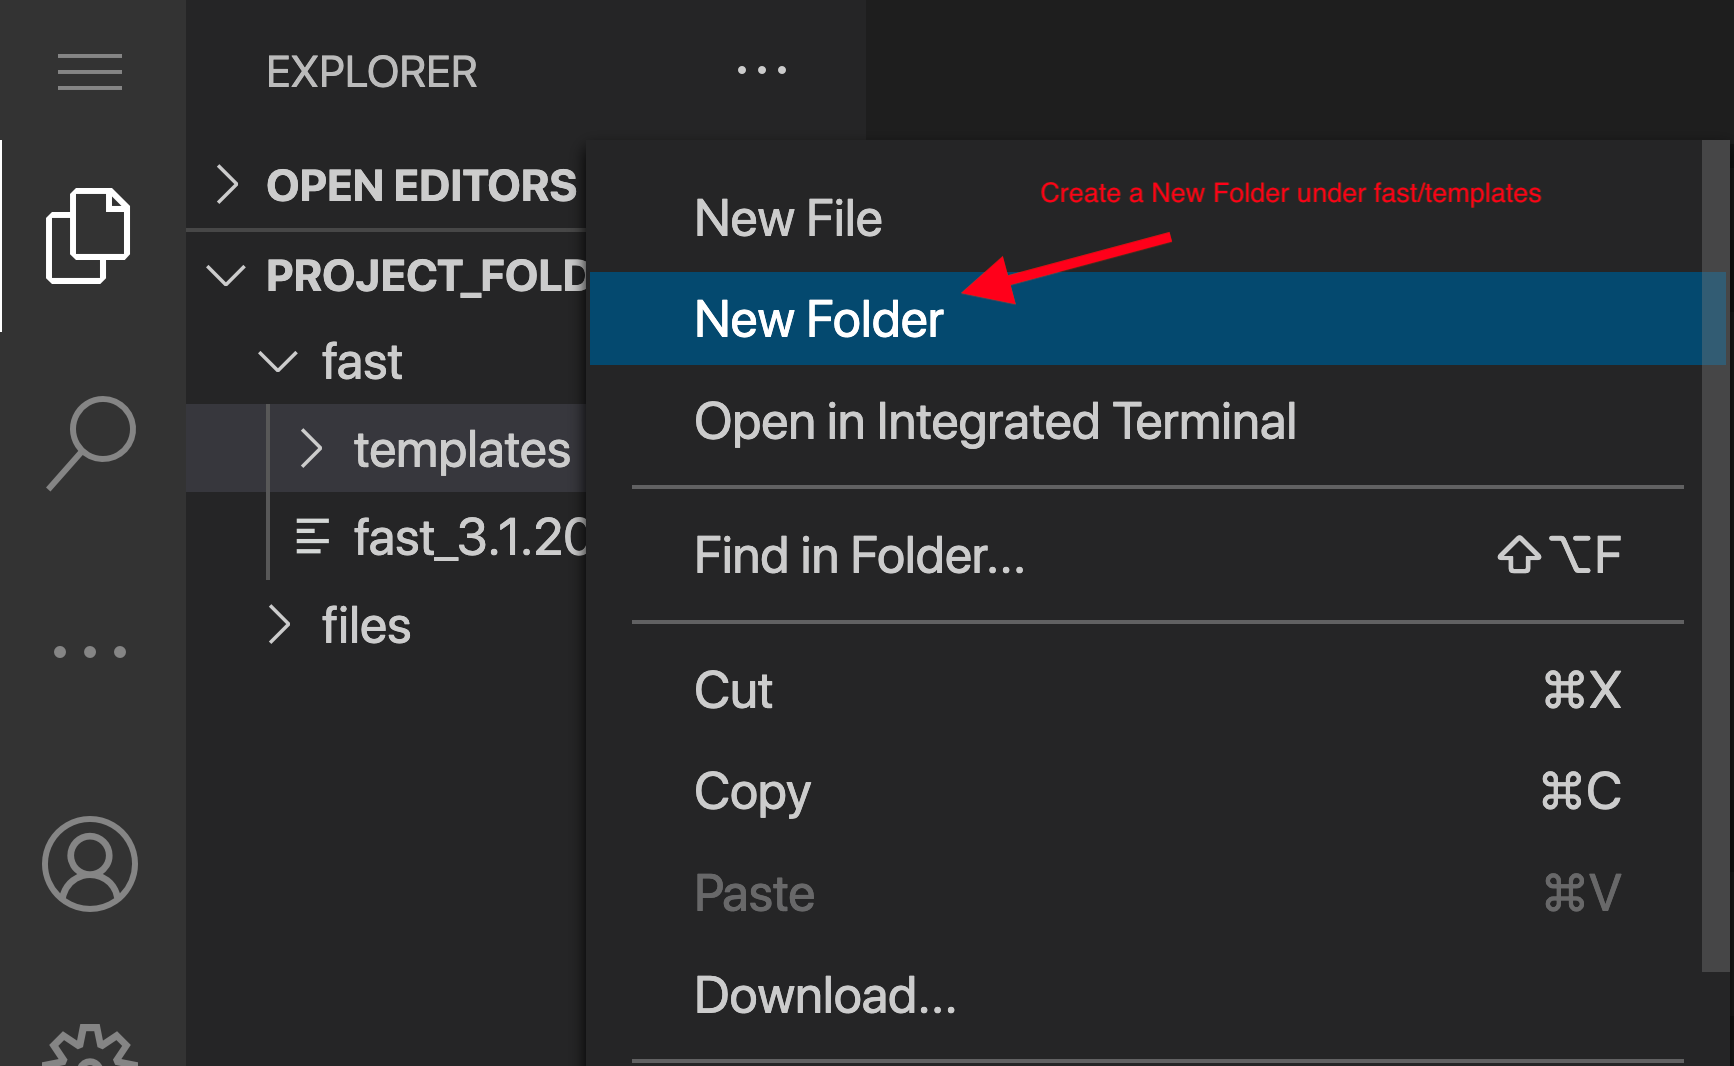 EXPLORER
OPEN EDITORS
PROJECT_FOLD
fast
templates
fast_3.1.20
files
Create a New Folder under fast/templates
New File
New Folder
Open in Integrated Terminal
Find in Folder... ⇧⌥F
Cut ⌘X
Copy ⌘C
Paste ⌘V
Download...